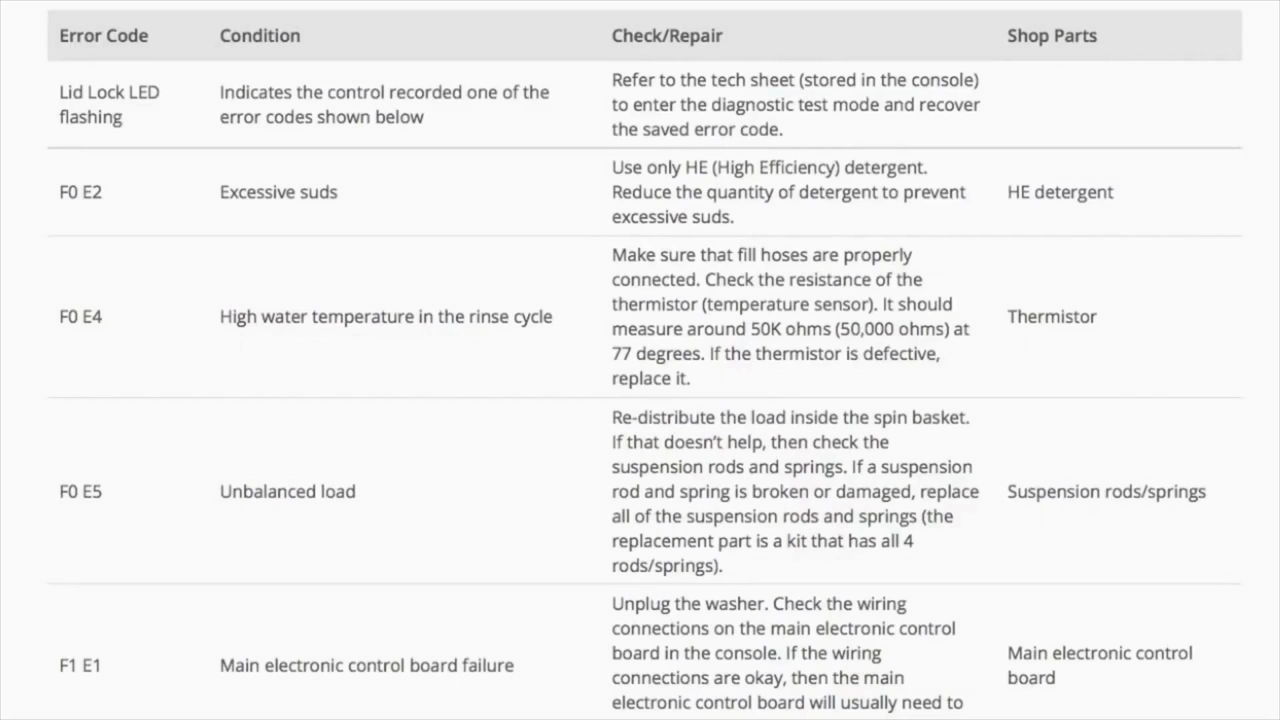 Error Code Condition Check/Repair Shop Parts
Lid Lock LED
flashing
Indicates the control recorded one of the
error codes shown below
Refer to the tech sheet (stored in the console)
to enter the diagnostic test mode and recover
the saved error code.
F0 E2
Excessive suds
Use only HE (High Efficiency) detergent.
Reduce the quantity of detergent to prevent
excessive suds.
HE detergent
F0 E4
High water temperature in the rinse cycle
Make sure that fill hoses are properly
connected. Check the resistance of the
thermistor (temperature sensor). It should
measure around 50K ohms (50,000 ohms) at
77 degrees. If the thermistor is defective,
replace it.
Thermistor
F0 E5
Unbalanced load
Re-distribute the load inside the spin basket.
If that doesn’t help, then check the
suspension rods and springs. If a suspension
rod and spring is broken or damaged, replace
all of the suspension rods and springs (the
replacement part is a kit that has all 4
rods/springs).
Suspension rods/springs
F1 E1
Main electronic control board failure
Unplug the washer. Check the wiring
connections on the main electronic control
board in the console. If the wiring
connections are okay, then the main
electronic control board will usually need to
Main electronic control
board